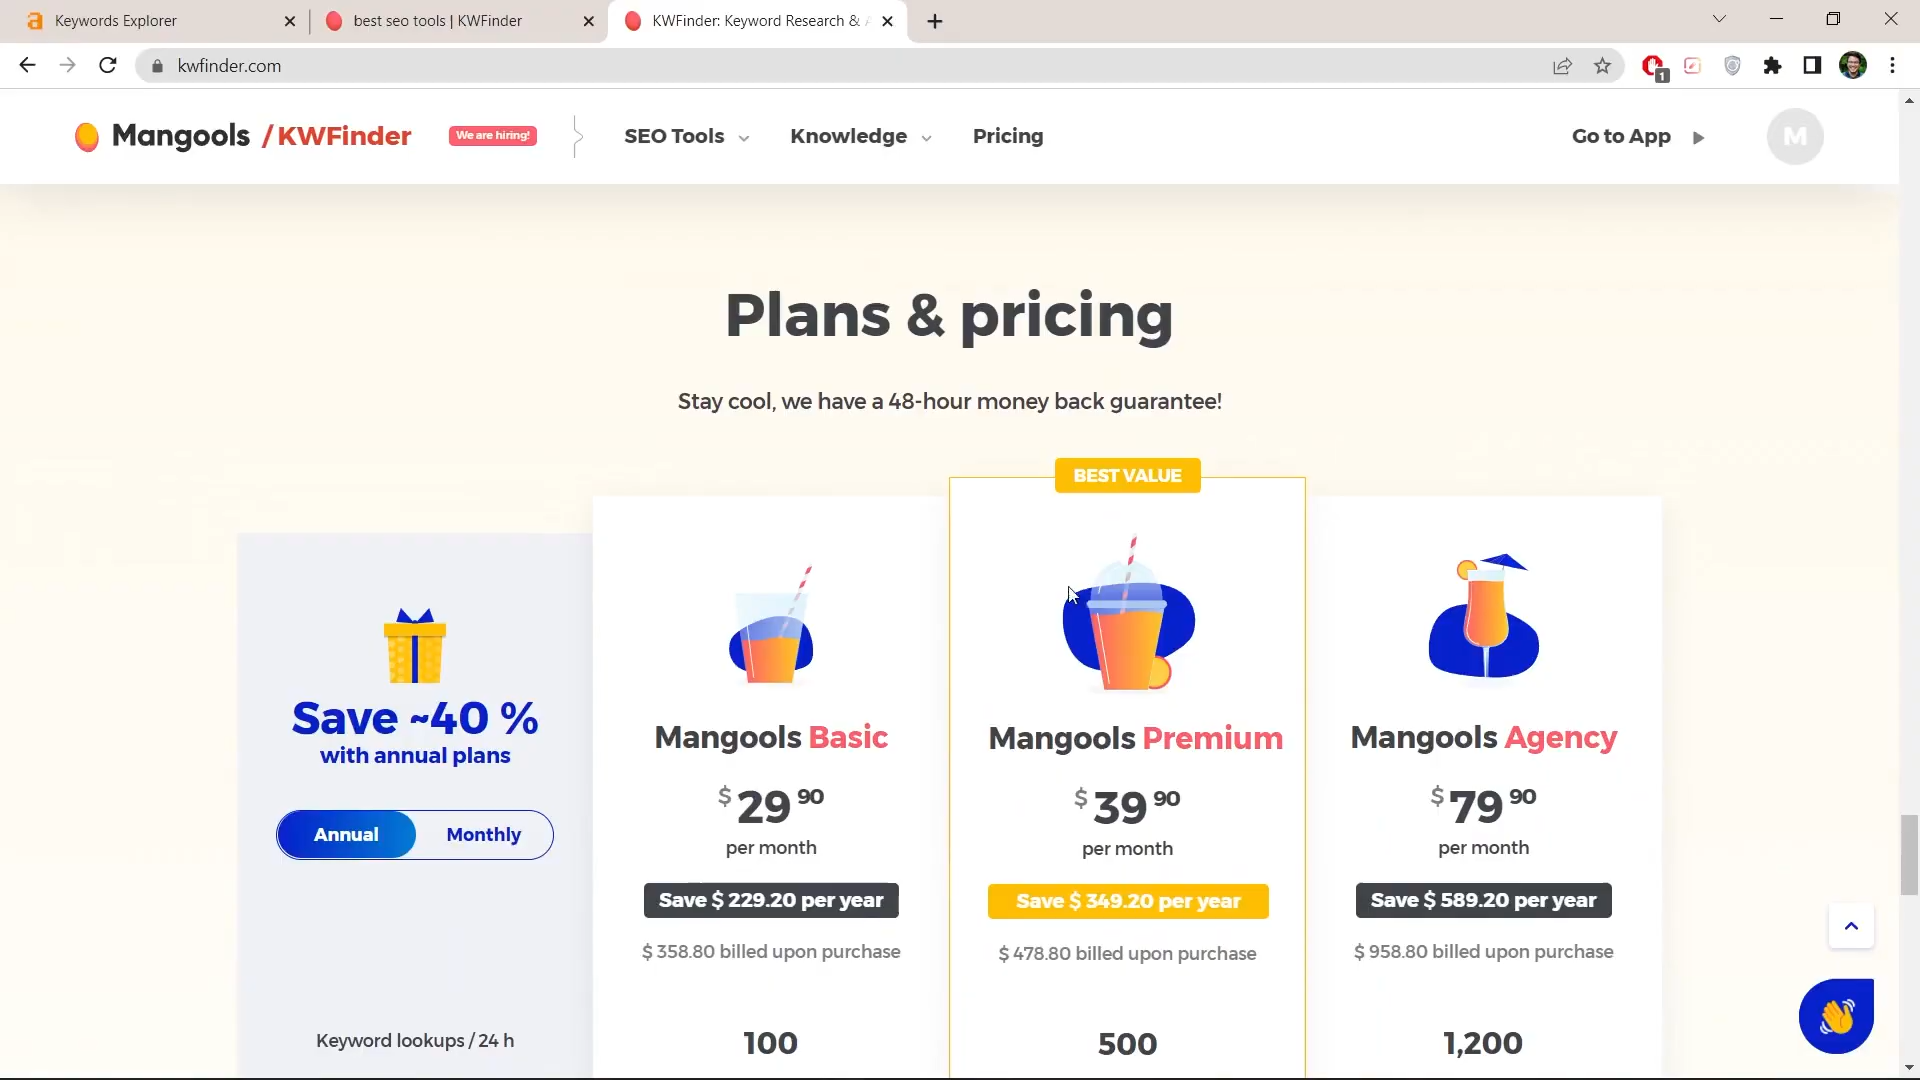 Keywords Explorer
best seo tools | KWFinder
KWFinder: Keyword Research & A
kwfinder.com
1
Mangools / KWFinder
We are hiring!
SEO Tools
Knowledge
Pricing
Go to App
M
Plans & pricing
Stay cool, we have a 48-hour money back guarantee!
BEST VALUE
Save ~40 %
with annual plans
Annual
Monthly
Mangools Basic
$ 29 90
per month
Save $ 229.20 per year
$ 358.80 billed upon purchase
Mangools Premium
$ 39 90
per month
Save $ 349.20 per year
$ 478.80 billed upon purchase
Mangools Agency
$ 79 90
per month
Save $ 589.20 per year
$ 958.80 billed upon purchase
Keyword lookups / 24 h
100
500
1,200